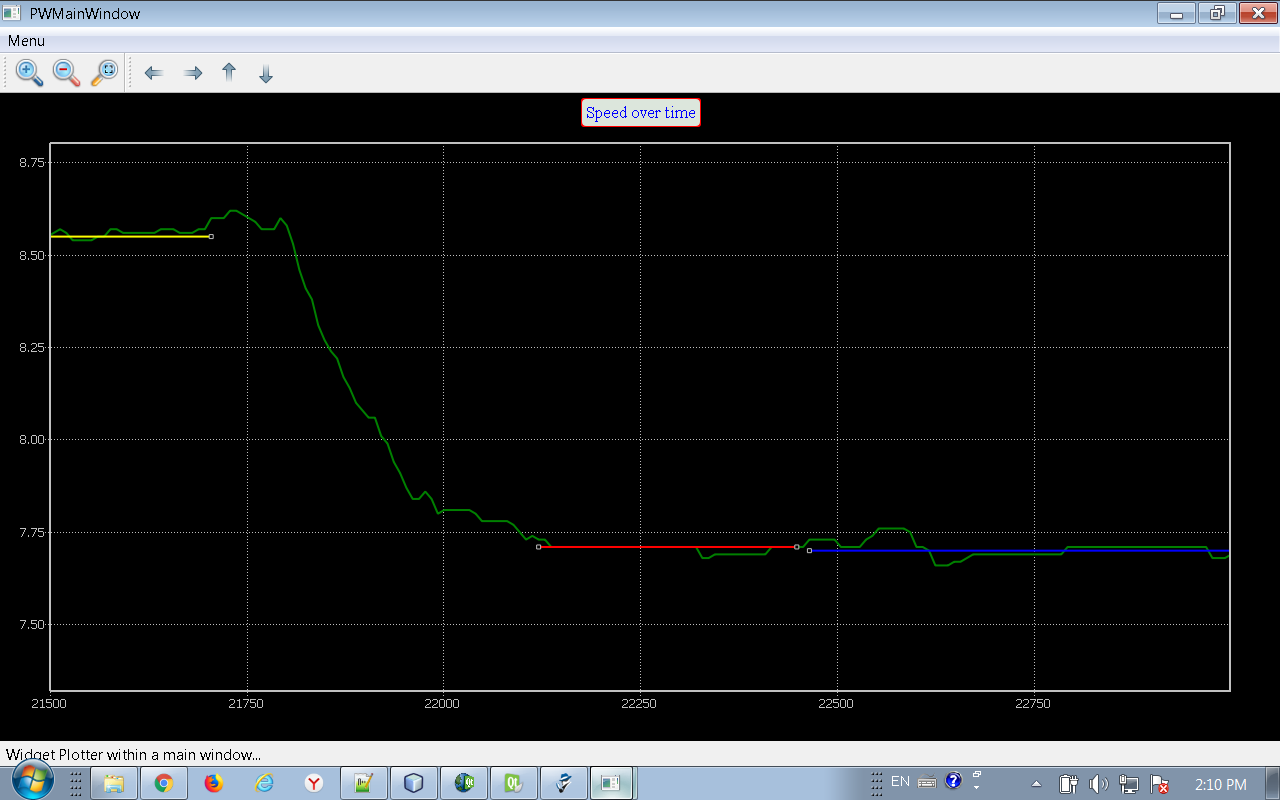 PWMainWindow
Menu
Speed over time
8.75
8.50
8.25
8.00
7.75
7.50
21500 21750 22000 22250 22500 22750
Widget Plotter within a main window...
EN
2:10 PM